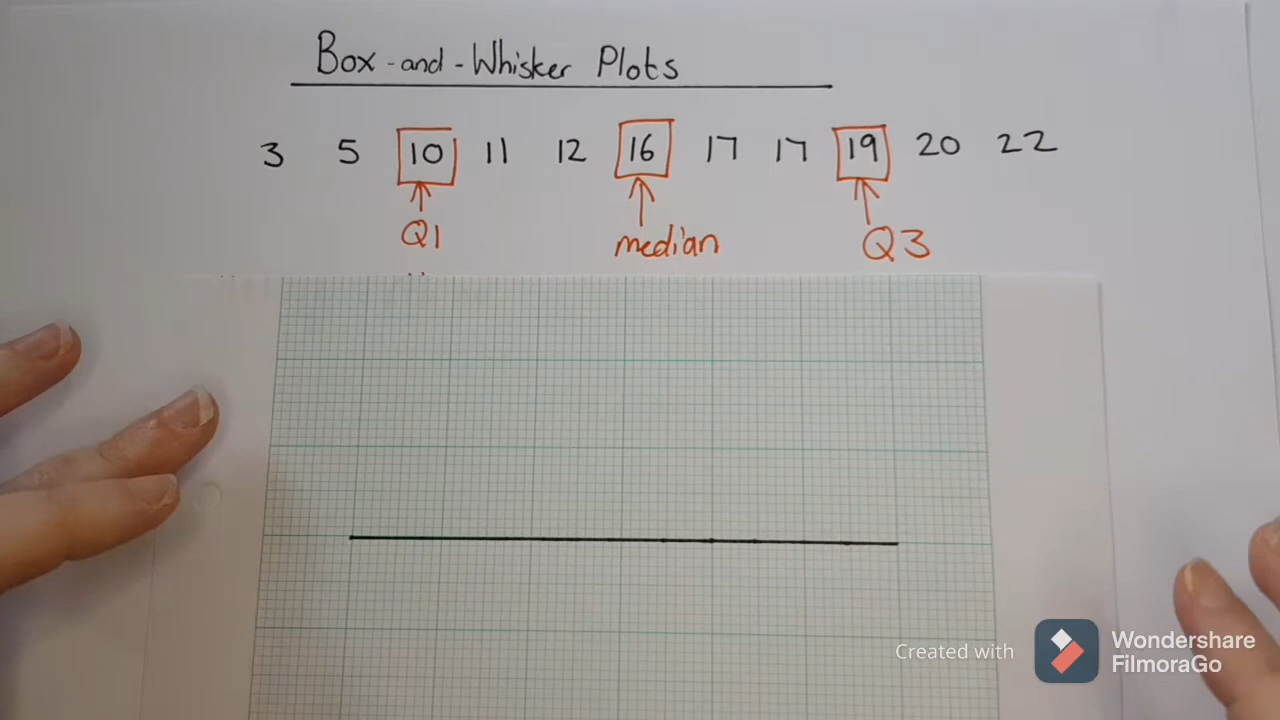 Box-and-Whisker Plots
3 5 10 11 12 16 17 17 19 20 22
Q1 median Q3
Created with Wondershare FilmoraGo